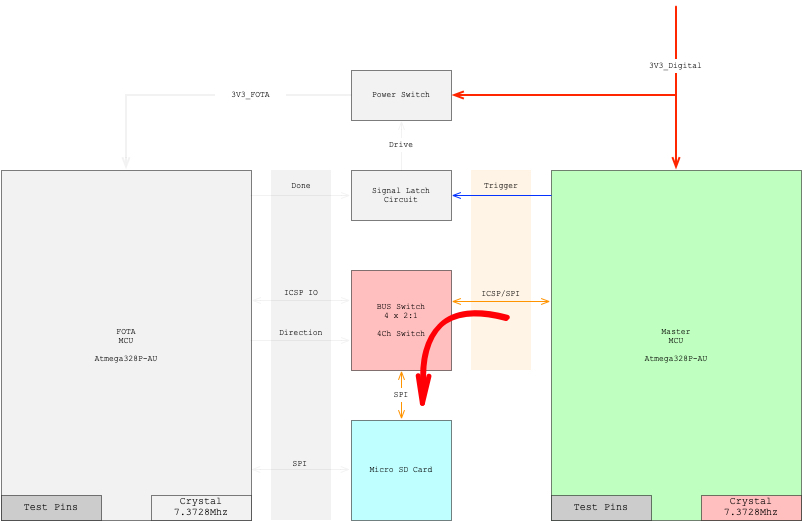 3V3_Digital
3V3_FOTA
Power Switch
Drive
Done
Signal Latch
Circuit
Trigger
ICSP IO
BUS Switch
4 x 2:1
4Ch Switch
ICSP/SPI
Direction
FOTA
MCU
Atmega328P-AU
Master
MCU
Atmega328P-AU
SPI
SPI
Micro SD Card
Test Pins
Crystal
7.3728Mhz
Test Pins
Crystal
7.3728Mhz